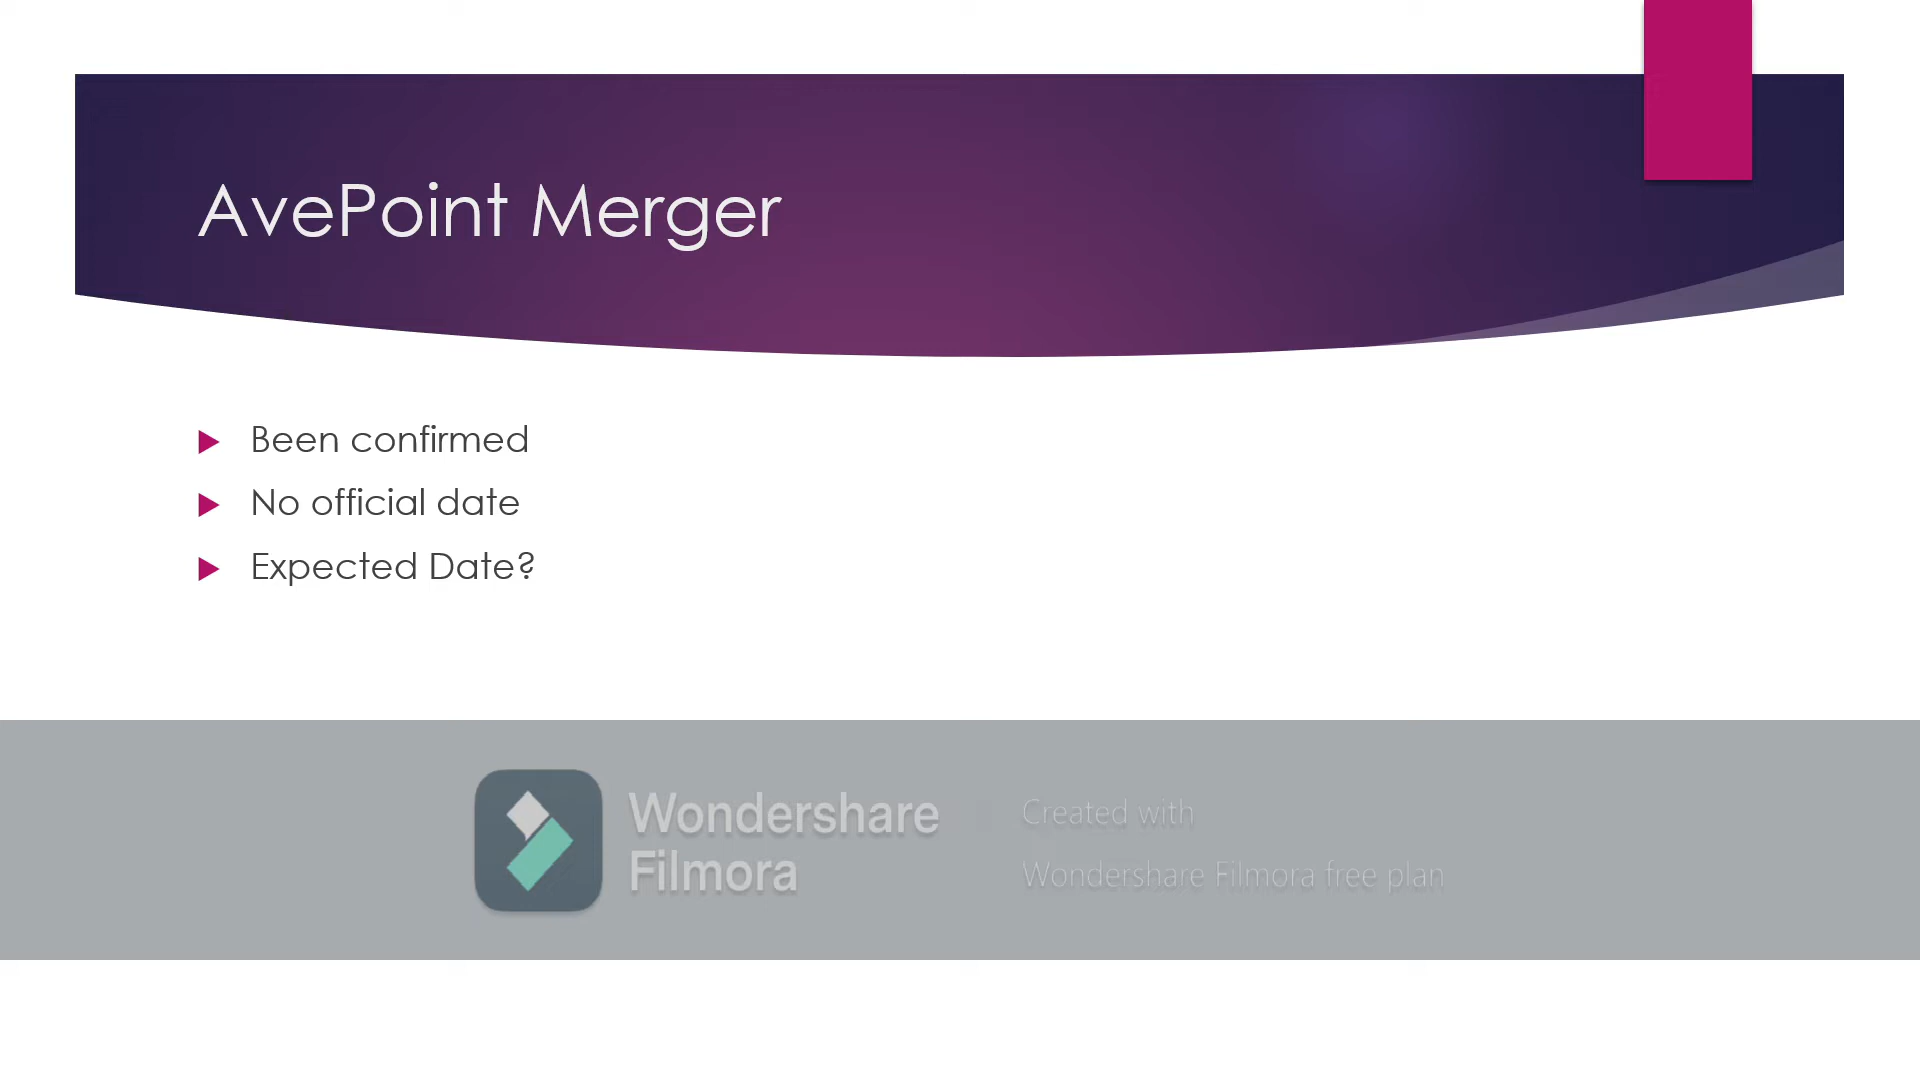 AvePoint Merger
Been confirmed
No official date
Expected Date?
Wondershare
Filmora
Created with
Wondershare Filmora free plan